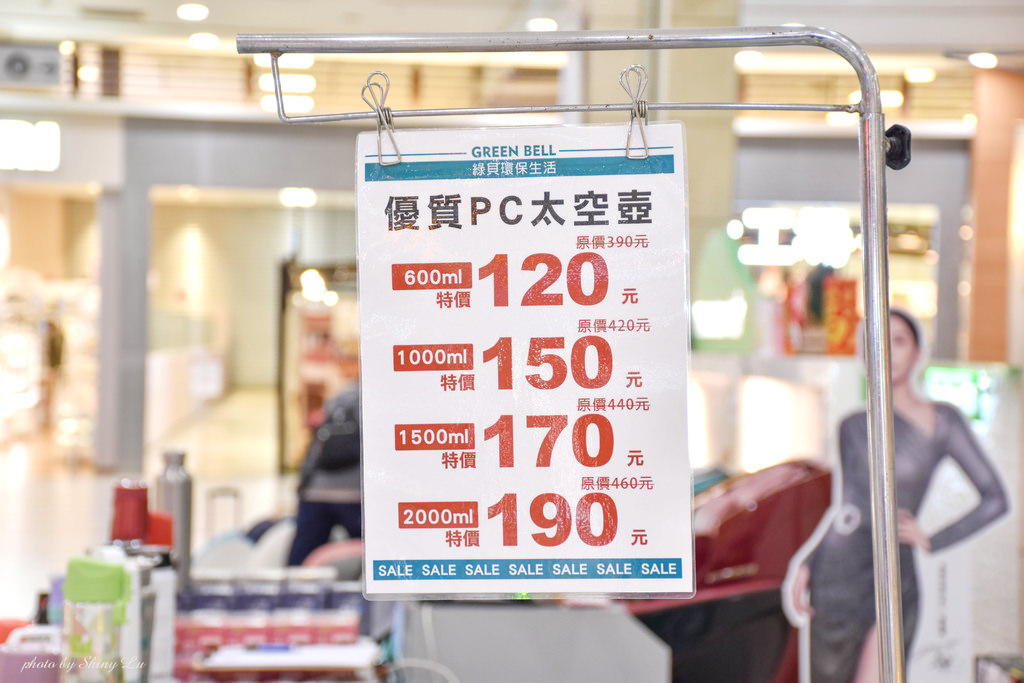 GREEN BELL
綠貝環保生活
優質PC太空壺
原價390元
600ml
特價 120 元
原價420元
1000ml
特價 150 元
原價440元
1500ml
特價 170 元
原價460元
2000ml
特價 190 元
SALE SALE SALE SALE SALE SALE SALE
photo by Shiny Lu